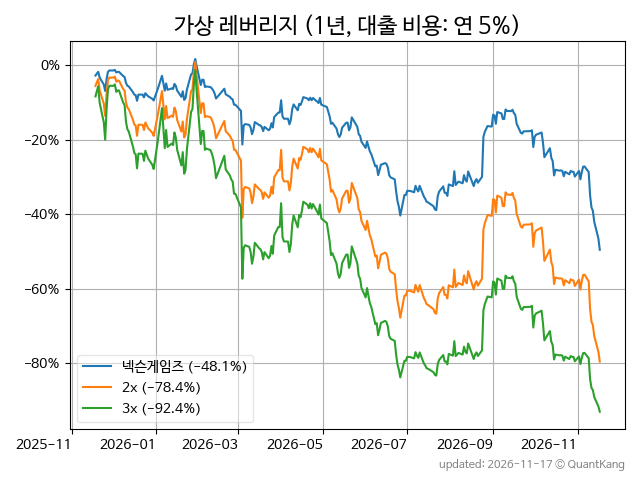 가상 레버리지 (1년, 대출 비용: 연 5%)
0%
−20%
−40%
−60%
−80%
넥슨게임즈 (−48.1%)
2x (−78.4%)
3x (−92.4%)
2025-11 2026-01 2026-03 2026-05 2026-07 2026-09 2026-11
updated: 2026-11-17 © QuantKang